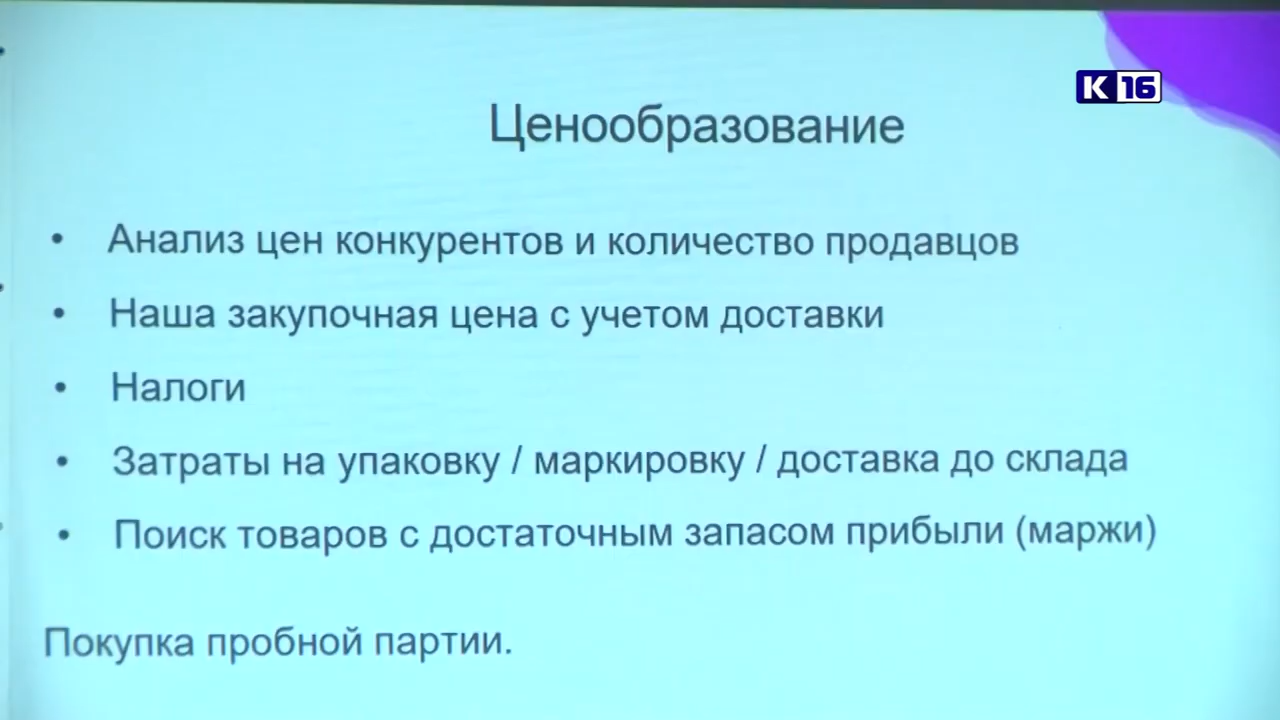 К 16
Ценообразование
• Анализ цен конкурентов и количество продавцов
• Наша закупочная цена с учетом доставки
• Налоги
• Затраты на упаковку / маркировку / доставка до склада
• Поиск товаров с достаточным запасом прибыли (маржи)
Покупка пробной партии.